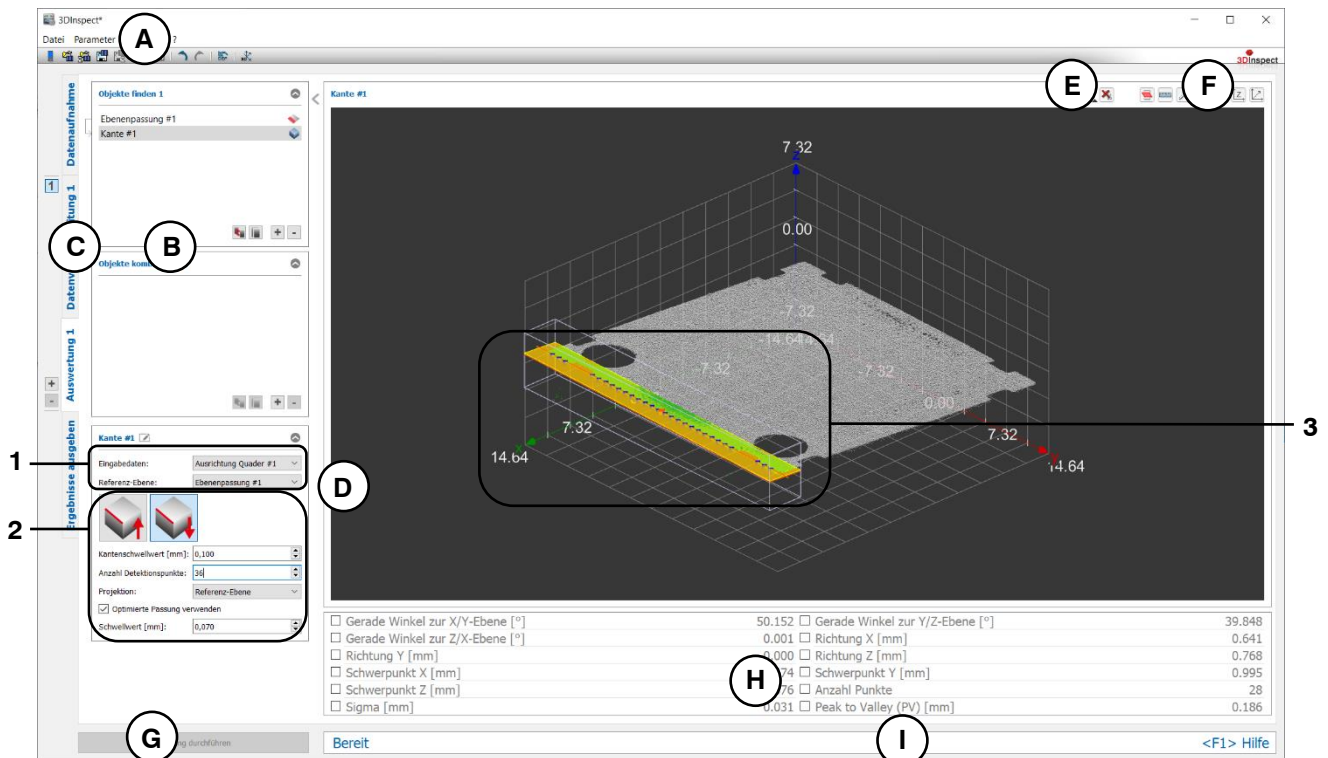 3DInspect*
Datei Parameter A ?
3DInspect
E
F
Datenaufnahme
Objekte finden 1
Ebenenpassung #1
Kante #1
1
C
B
+ -
Kante #1
7.32
Z
0.00
-7.32
-7.32
-7.32
0.00
7.32
7.32
14.64
14.64
3
Auswertung 1
+
-
+ -
Ergebnisse ausgeben
Kante #1
1
Eingabedaten: Ausrichtung Quader #1
Referenz-Ebene: Ebenenpassung #1
D
2
Kantenschwellwert [mm]: 0,100
Anzahl Detektionspunkte: 36
Projektion: Referenz-Ebene
Optimierte Passung verwenden
Schwellwert [mm]: 0,070
Gerade Winkel zur X/Y-Ebene [°] 50.152 Gerade Winkel zur Y/Z-Ebene [°] 39.848
Gerade Winkel zur Z/X-Ebene [°] 0.001 Richtung X [mm] 0.641
Richtung Y [mm] 0.000 Richtung Z [mm] 0.768
Schwerpunkt X [mm] Schwerpunkt Y [mm] 0.995
H
Schwerpunkt Z [mm] Anzahl Punkte 28
Sigma [mm] 0.031 Peak to Valley (PV) [mm] 0.186
G durchführen
Bereit I <F1> Hilfe